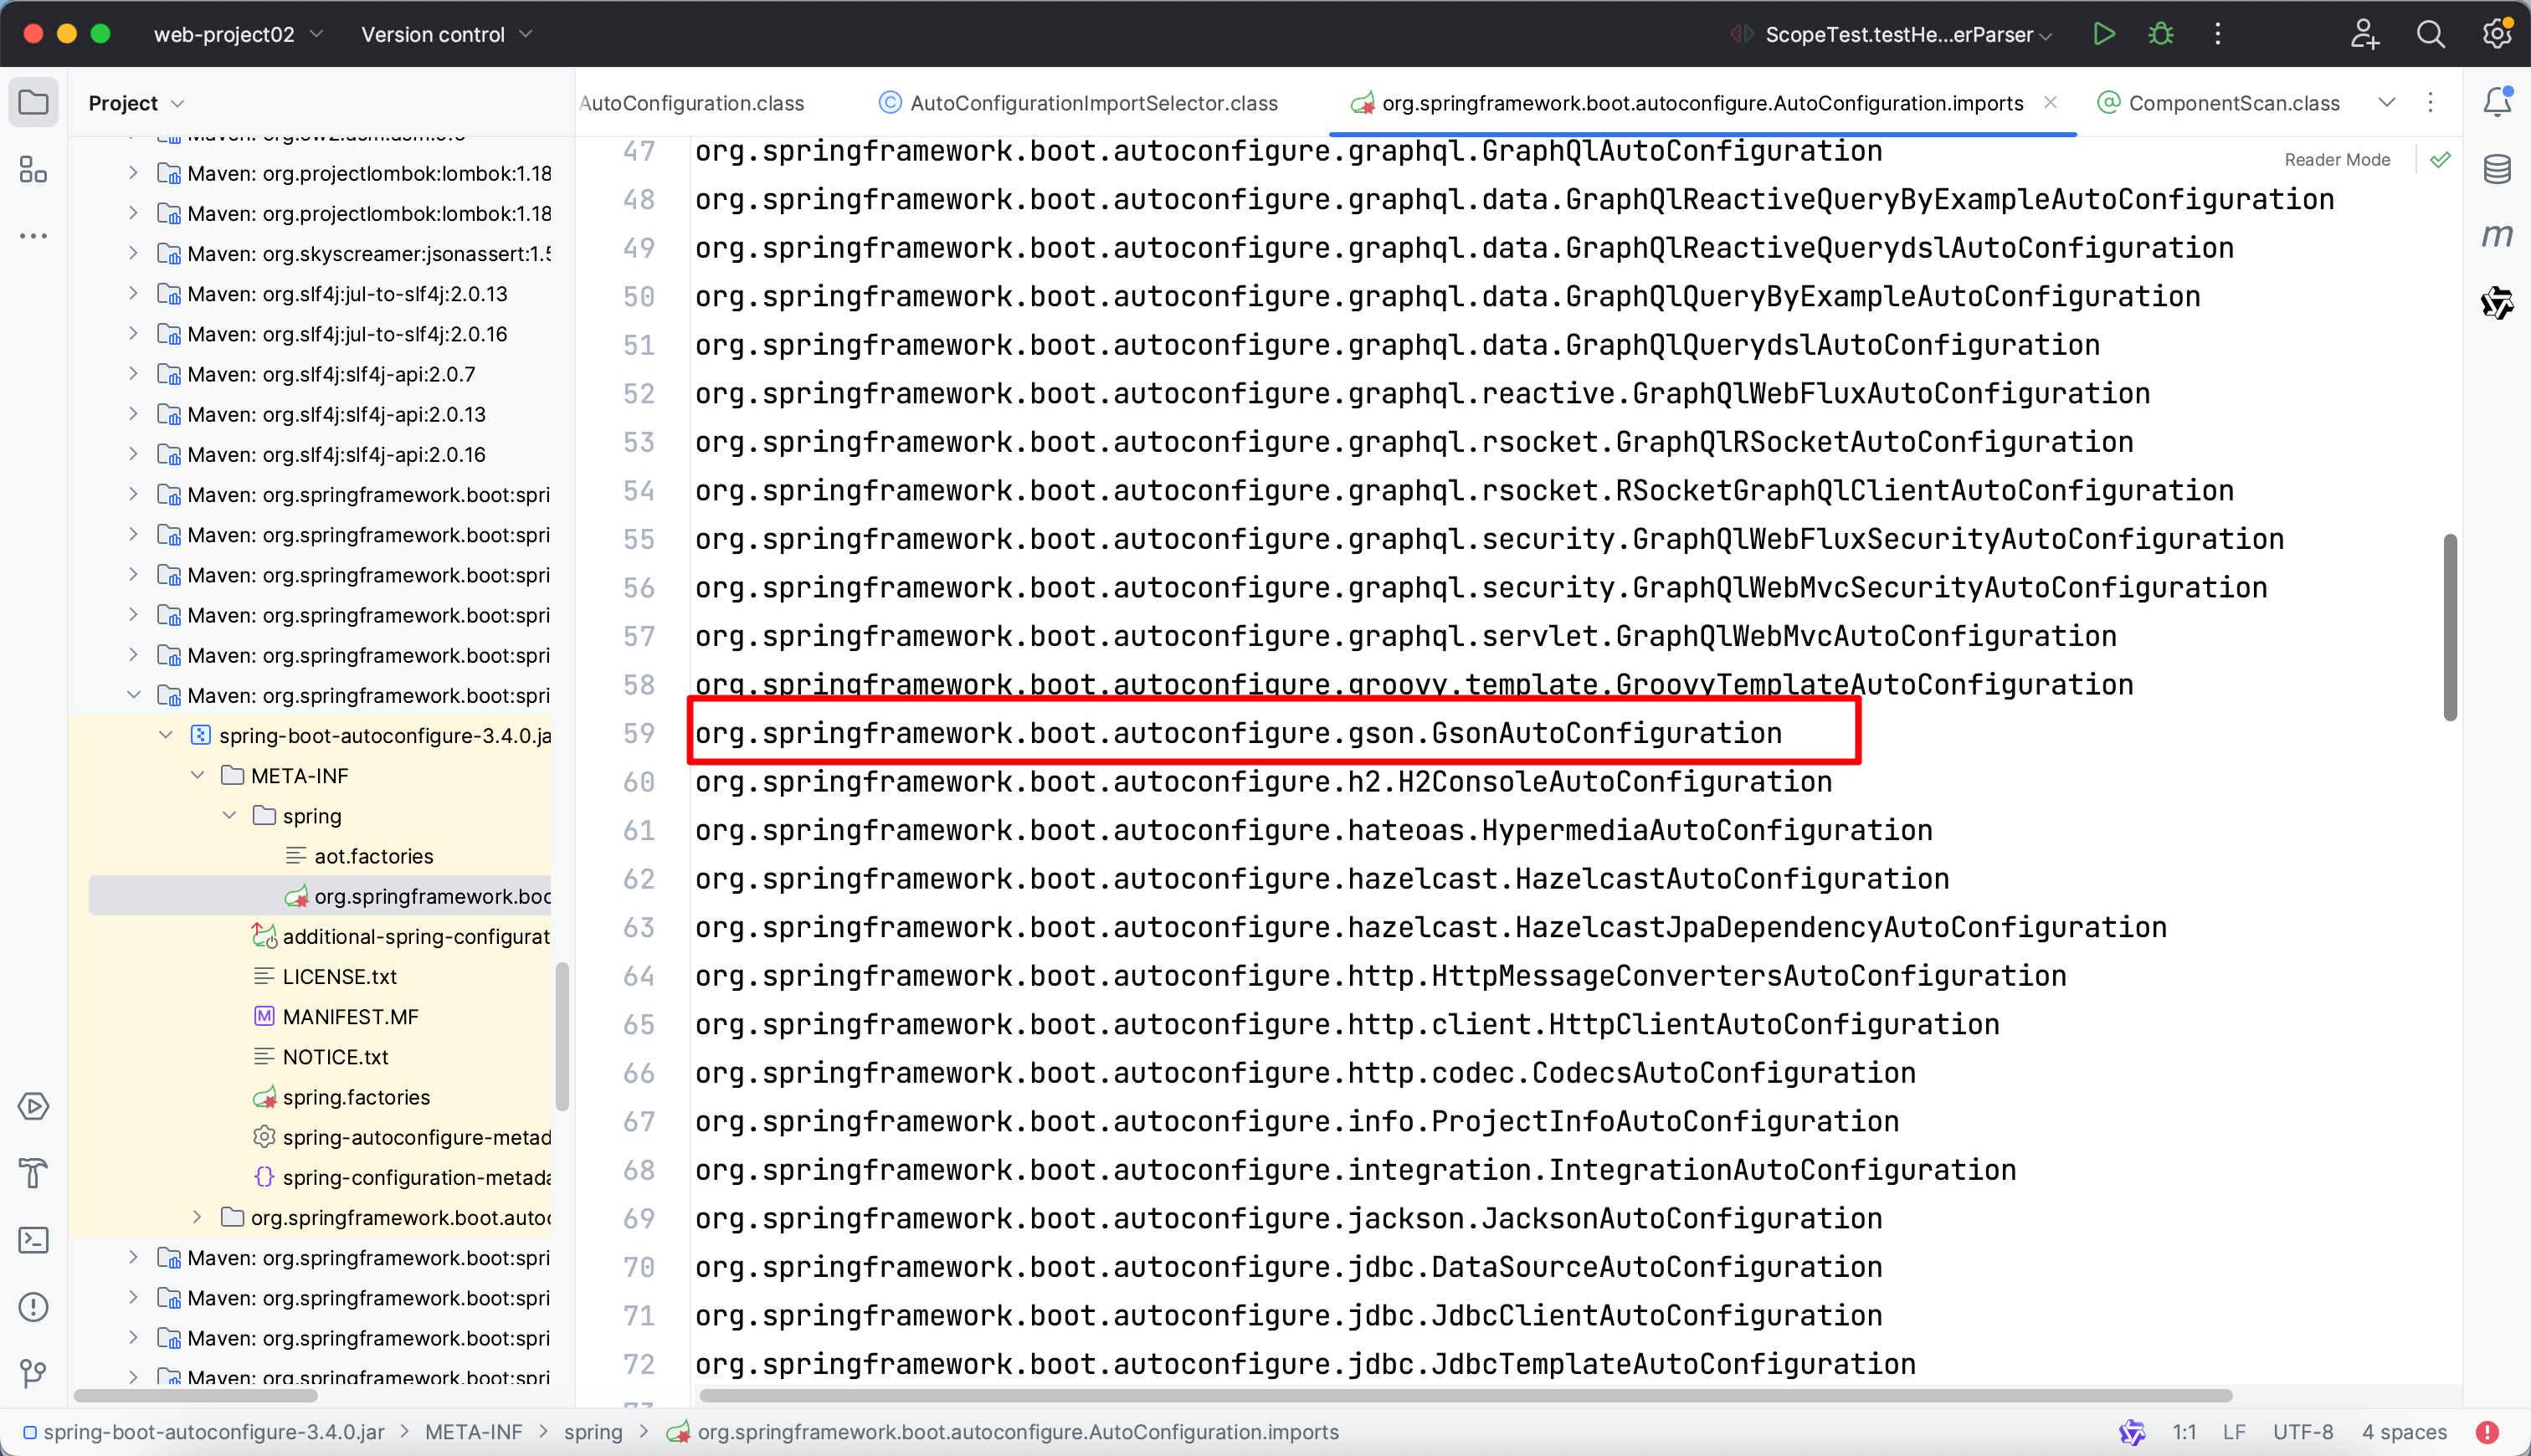 web-project02
Version control
ScopeTest.testHe...erParser
Project
AutoConfiguration.class
AutoConfigurationImportSelector.class
org.springframework.boot.autoconfigure.AutoConfiguration.imports
ComponentScan.class
Reader Mode
Maven: org.projectlombok:lombok:1.18
Maven: org.projectlombok:lombok:1.18
Maven: org.skyscreamer:jsonassert:1.5
Maven: org.slf4j:jul-to-slf4j:2.0.13
Maven: org.slf4j:jul-to-slf4j:2.0.16
Maven: org.slf4j:slf4j-api:2.0.7
Maven: org.slf4j:slf4j-api:2.0.13
Maven: org.slf4j:slf4j-api:2.0.16
Maven: org.springframework.boot:spri
Maven: org.springframework.boot:spri
Maven: org.springframework.boot:spri
Maven: org.springframework.boot:spri
Maven: org.springframework.boot:spri
Maven: org.springframework.boot:spri
spring-boot-autoconfigure-3.4.0.ja
META-INF
spring
aot.factories
org.springframework.boo
additional-spring-configurat
LICENSE.txt
MANIFEST.MF
NOTICE.txt
spring.factories
spring-autoconfigure-metad
spring-configuration-metada
org.springframework.boot.autoc
Maven: org.springframework.boot:spri
Maven: org.springframework.boot:spri
Maven: org.springframework.boot:spri
Maven: org.springframework.boot:spri
47 org.springframework.boot.autoconfigure.graphql.GraphQlAutoConfiguration
48 org.springframework.boot.autoconfigure.graphql.data.GraphQlReactiveQueryByExampleAutoConfiguration
49 org.springframework.boot.autoconfigure.graphql.data.GraphQlReactiveQuerydslAutoConfiguration
50 org.springframework.boot.autoconfigure.graphql.data.GraphQlQueryByExampleAutoConfiguration
51 org.springframework.boot.autoconfigure.graphql.data.GraphQlQuerydslAutoConfiguration
52 org.springframework.boot.autoconfigure.graphql.reactive.GraphQlWebFluxAutoConfiguration
53 org.springframework.boot.autoconfigure.graphql.rsocket.GraphQlRSocketAutoConfiguration
54 org.springframework.boot.autoconfigure.graphql.rsocket.RSocketGraphQlClientAutoConfiguration
55 org.springframework.boot.autoconfigure.graphql.security.GraphQlWebFluxSecurityAutoConfiguration
56 org.springframework.boot.autoconfigure.graphql.security.GraphQlWebMvcSecurityAutoConfiguration
57 org.springframework.boot.autoconfigure.graphql.servlet.GraphQlWebMvcAutoConfiguration
58 org.springframework.boot.autoconfigure.groovy.template.GroovyTemplateAutoConfiguration
59 org.springframework.boot.autoconfigure.gson.GsonAutoConfiguration
60 org.springframework.boot.autoconfigure.h2.H2ConsoleAutoConfiguration
61 org.springframework.boot.autoconfigure.hateoas.HypermediaAutoConfiguration
62 org.springframework.boot.autoconfigure.hazelcast.HazelcastAutoConfiguration
63 org.springframework.boot.autoconfigure.hazelcast.HazelcastJpaDependencyAutoConfiguration
64 org.springframework.boot.autoconfigure.http.HttpMessageConvertersAutoConfiguration
65 org.springframework.boot.autoconfigure.http.client.HttpClientAutoConfiguration
66 org.springframework.boot.autoconfigure.http.codec.CodecsAutoConfiguration
67 org.springframework.boot.autoconfigure.info.ProjectInfoAutoConfiguration
68 org.springframework.boot.autoconfigure.integration.IntegrationAutoConfiguration
69 org.springframework.boot.autoconfigure.jackson.JacksonAutoConfiguration
70 org.springframework.boot.autoconfigure.jdbc.DataSourceAutoConfiguration
71 org.springframework.boot.autoconfigure.jdbc.JdbcClientAutoConfiguration
72 org.springframework.boot.autoconfigure.jdbc.JdbcTemplateAutoConfiguration
spring-boot-autoconfigure-3.4.0.jar
META-INF
spring
org.springframework.boot.autoconfigure.AutoConfiguration.imports
1:1
LF
UTF-8
4 spaces